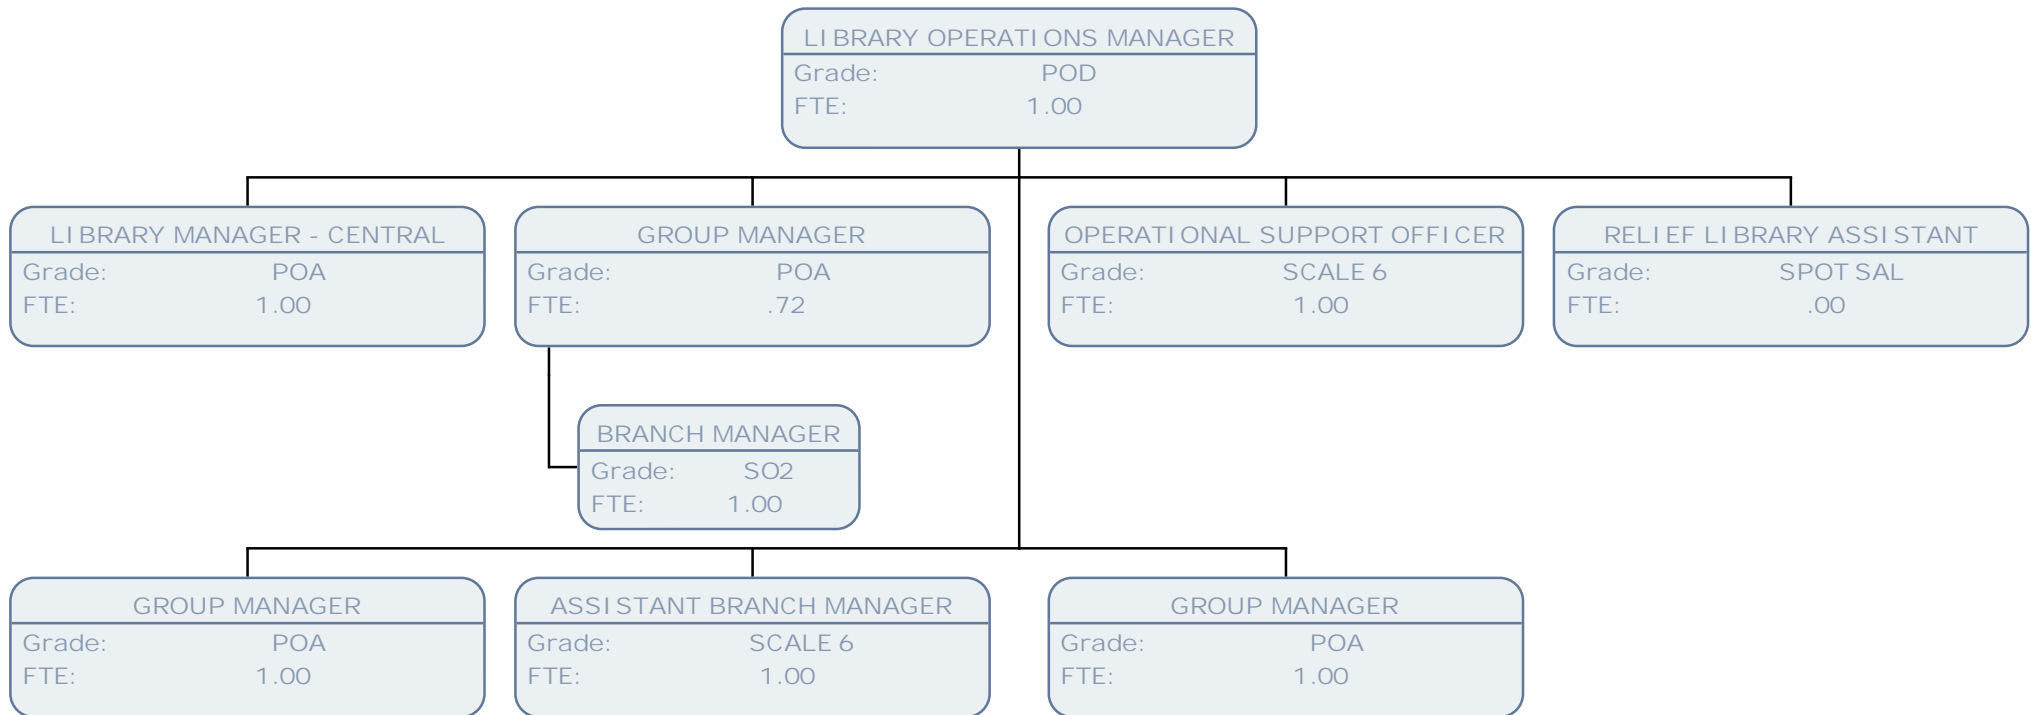 LIBRARY OPERATIONS MANAGER
Grade: POD
FTE: 1.00
LIBRARY MANAGER - CENTRAL
Grade: POA
FTE: 1.00
GROUP MANAGER
Grade: POA
FTE: .72
OPERATIONAL SUPPORT OFFICER
Grade: SCALE 6
FTE: 1.00
RELIEF LIBRARY ASSISTANT
Grade: SPOT SAL
FTE: .00
BRANCH MANAGER
Grade: SO2
FTE: 1.00
GROUP MANAGER
Grade: POA
FTE: 1.00
ASSISTANT BRANCH MANAGER
Grade: SCALE 6
FTE: 1.00
GROUP MANAGER
Grade: POA
FTE: 1.00